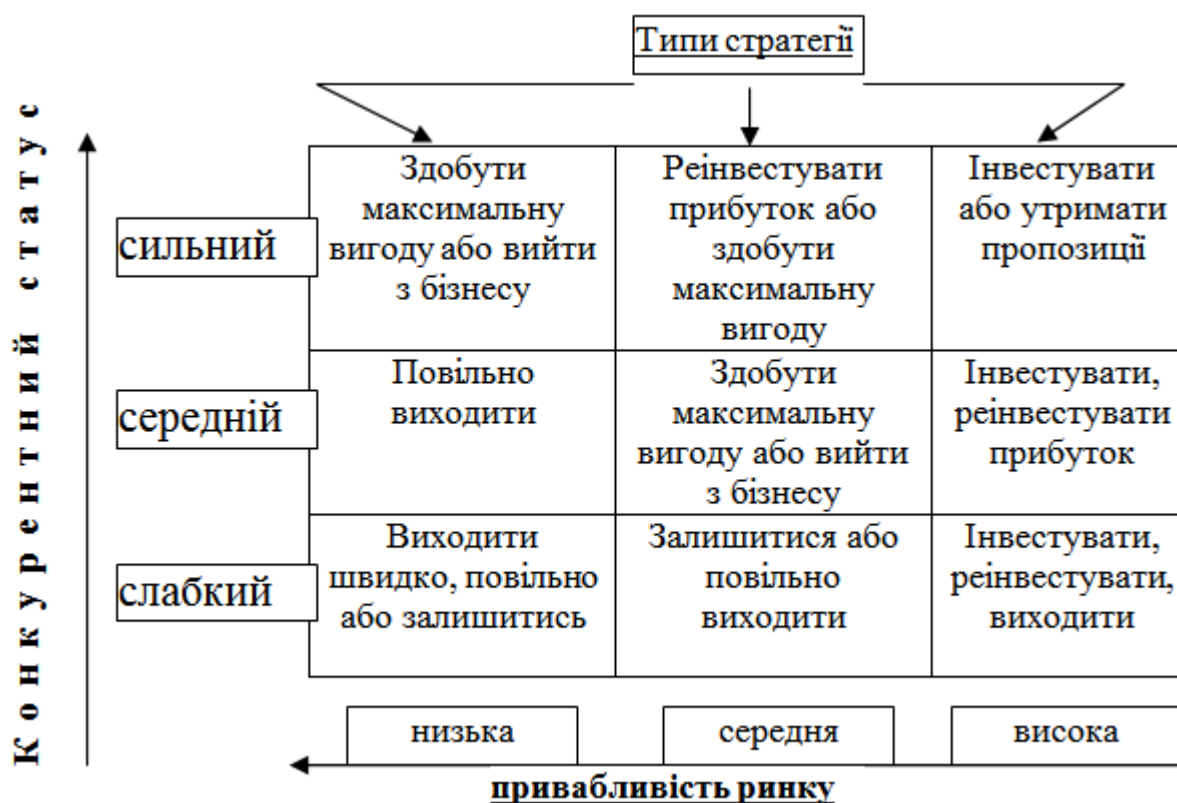 Типи стратегії
Конкурентний статус
сильний
Здобути
максимальну
вигоду або вийти
з бізнесу
Реінвестувати
прибуток або
здобути
максимальну
вигоду
Інвестувати
або утримати
пропозиції
середній
Повільно
виходити
Здобути
максимальну
вигоду або вийти
з бізнесу
Інвестувати,
реінвестувати
прибуток
слабкий
Виходити
швидко, повільно
або залишитись
Залишитися або
повільно
виходити
Інвестувати,
реінвестувати,
виходити
низька
середня
висока
привабливість ринку